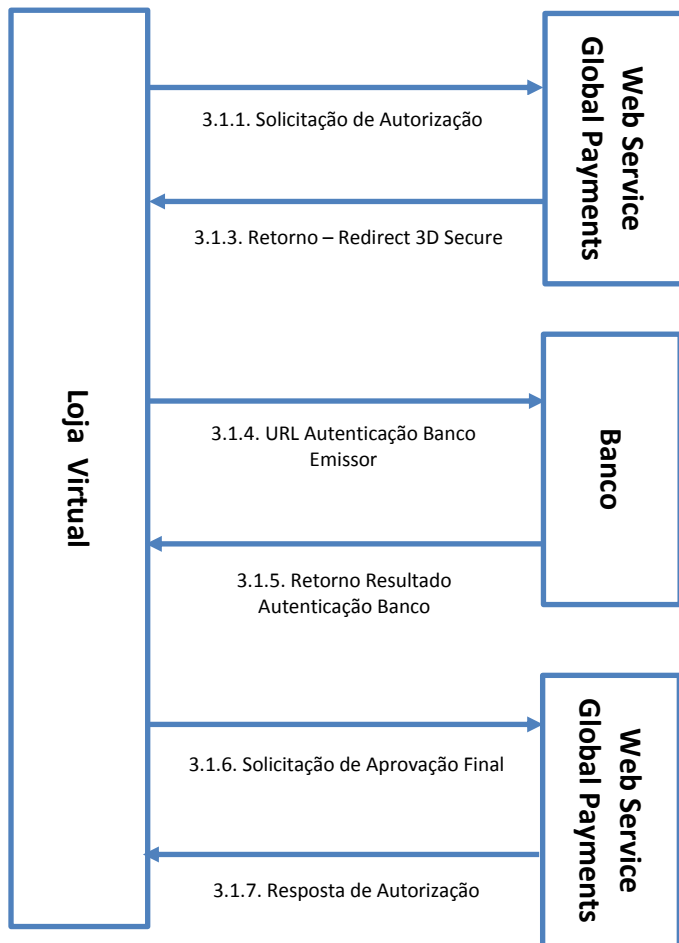 Loja Virtual
Web Service
Global Payments
3.1.1. Solicitação de Autorização
3.1.3. Retorno – Redirect 3D Secure
3.1.4. URL Autenticação Banco
Emissor
Banco
3.1.5. Retorno Resultado
Autenticação Banco
3.1.6. Solicitação de Aprovação Final
Web Service
Global Payments
3.1.7. Resposta de Autorização